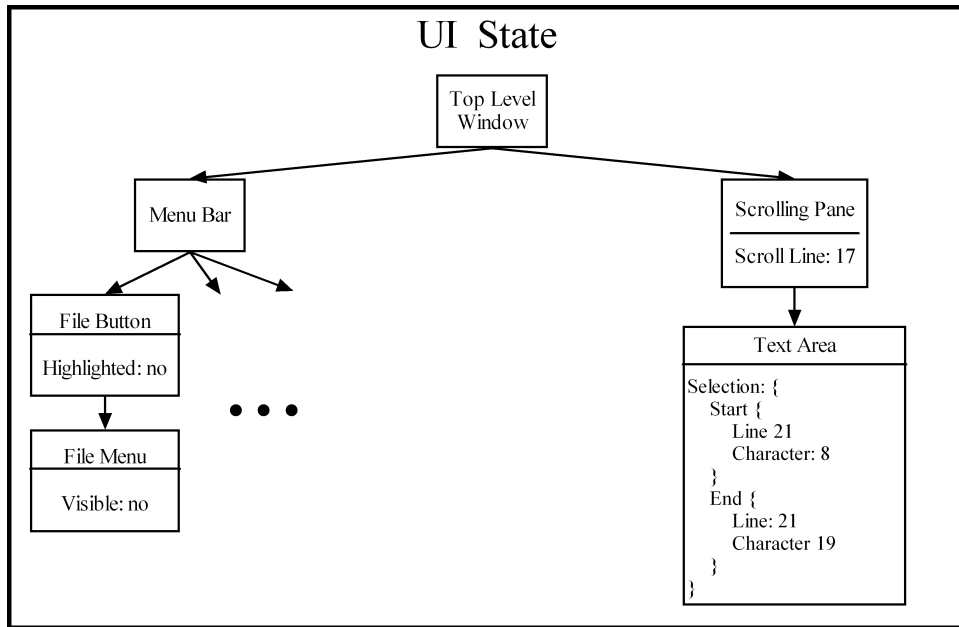 UI State
Top Level
Window
Menu Bar
Scrolling Pane
Scroll Line: 17
File Button
Highlighted: no
File Menu
Visible: no
Text Area
Selection: {
Start {
Line 21
Character: 8
}
End {
Line: 21
Character 19
}
}